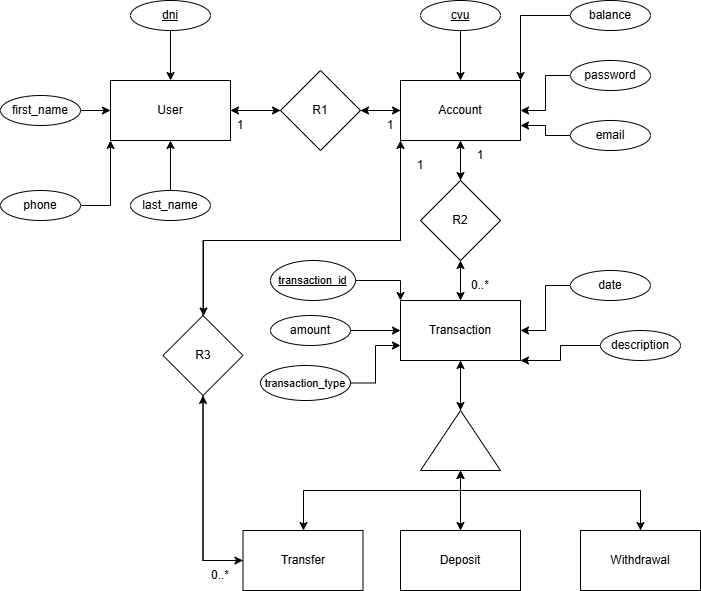 dni
cvu
balance
password
email
first_name
User
R1
Account
1
1
phone
last_name
1
1
R2
transaction_id
0..*
date
amount
Transaction
description
transaction_type
R3
Transfer
Deposit
Withdrawal
0..*